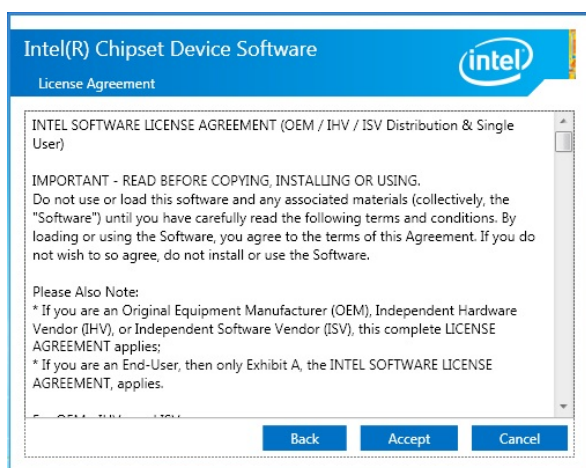 Intel(R) Chipset Device Software
intel
License Agreement
INTEL SOFTWARE LICENSE AGREEMENT (OEM / IHV / ISV Distribution & Single
User)
IMPORTANT - READ BEFORE COPYING, INSTALLING OR USING.
Do not use or load this software and any associated materials (collectively, the
"Software") until you have carefully read the following terms and conditions. By
loading or using the Software, you agree to the terms of this Agreement. If you do
not wish to so agree, do not install or use the Software.
Please Also Note:
* If you are an Original Equipment Manufacturer (OEM), Independent Hardware
Vendor (IHV), or Independent Software Vendor (ISV), this complete LICENSE
AGREEMENT applies;
* If you are an End-User, then only Exhibit A, the INTEL SOFTWARE LICENSE
AGREEMENT, applies.
Back Accept Cancel